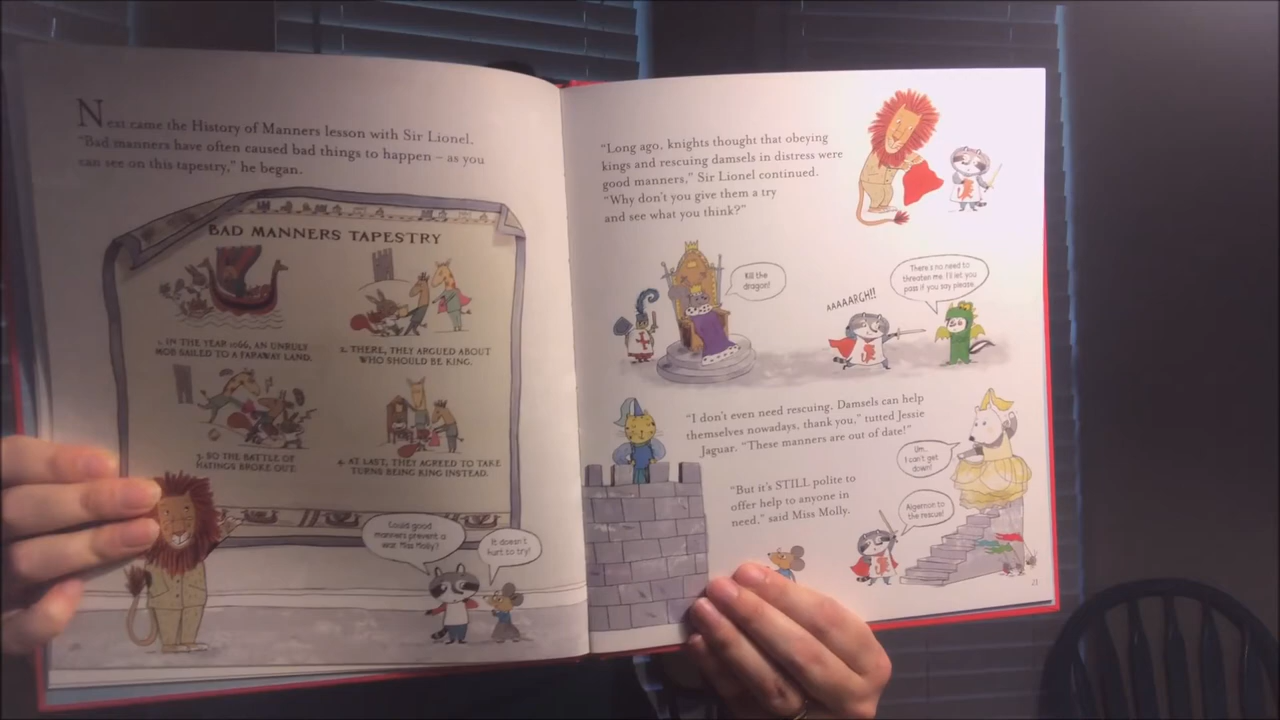 Next came the History of Manners lesson with Sir Lionel.
"Bad manners have often caused bad things to happen – as you
can see on this tapestry," he began.
BAD MANNERS TAPESTRY
1. IN THE YEAR 1066, AN UNRULY
MOB SAILED TO A FARAWAY LAND.
2. THERE, THEY ARGUED ABOUT
WHO SHOULD BE KING.
3. SO THE BATTLE OF
HATINGS BROKE OUT.
4. AT LAST, THEY AGREED TO TAKE
TURNS BEING KING INSTEAD.
Could good
manners prevent a
war, Miss Molly?
It doesn't
hurt to try!
"Long ago, knights thought that obeying
kings and rescuing damsels in distress were
good manners," Sir Lionel continued.
"Why don't you give them a try
and see what you think?"
Kill the
dragon!
AAAAARGH!!
There's no need to
threaten me. I'll let you
pass if you say please.
"I don't even need rescuing. Damsels can help
themselves nowadays, thank you," tutted Jessie
Jaguar. "These manners are out of date!"
Um...
I can't get
down!
"But it's STILL polite to
offer help to anyone in
need," said Miss Molly.
Algernon to
the rescue!
21